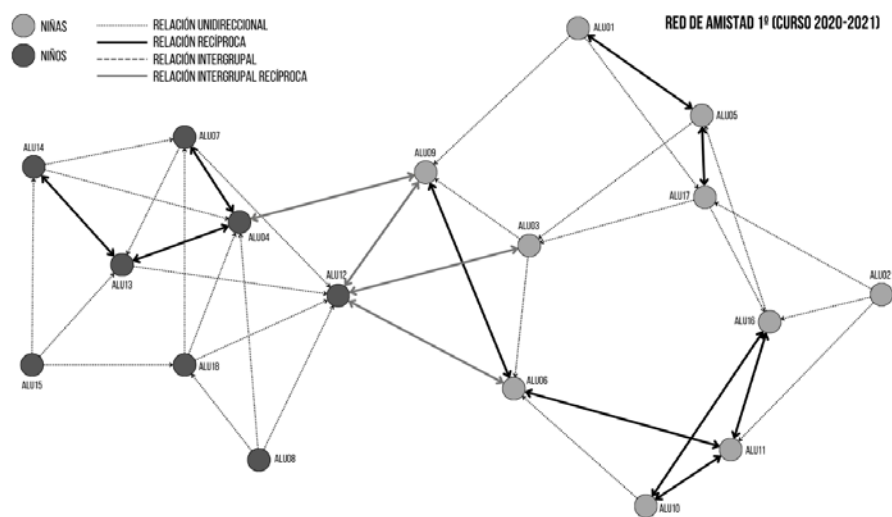 RED DE AMISTAD 1º (CURSO 2020-2021)
NIÑAS
NIÑOS
RELACIÓN UNIDIRECCIONAL
RELACIÓN RECÍPROCA
RELACIÓN INTERGRUPAL
RELACIÓN INTERGRUPAL RECÍPROCA
ALU01
ALU05
ALU07
ALU14
ALU09
ALU17
ALU04
ALU03
ALU13
ALU12
ALU02
ALU16
ALU15
ALU18
ALU06
ALU08
ALU11
ALU10